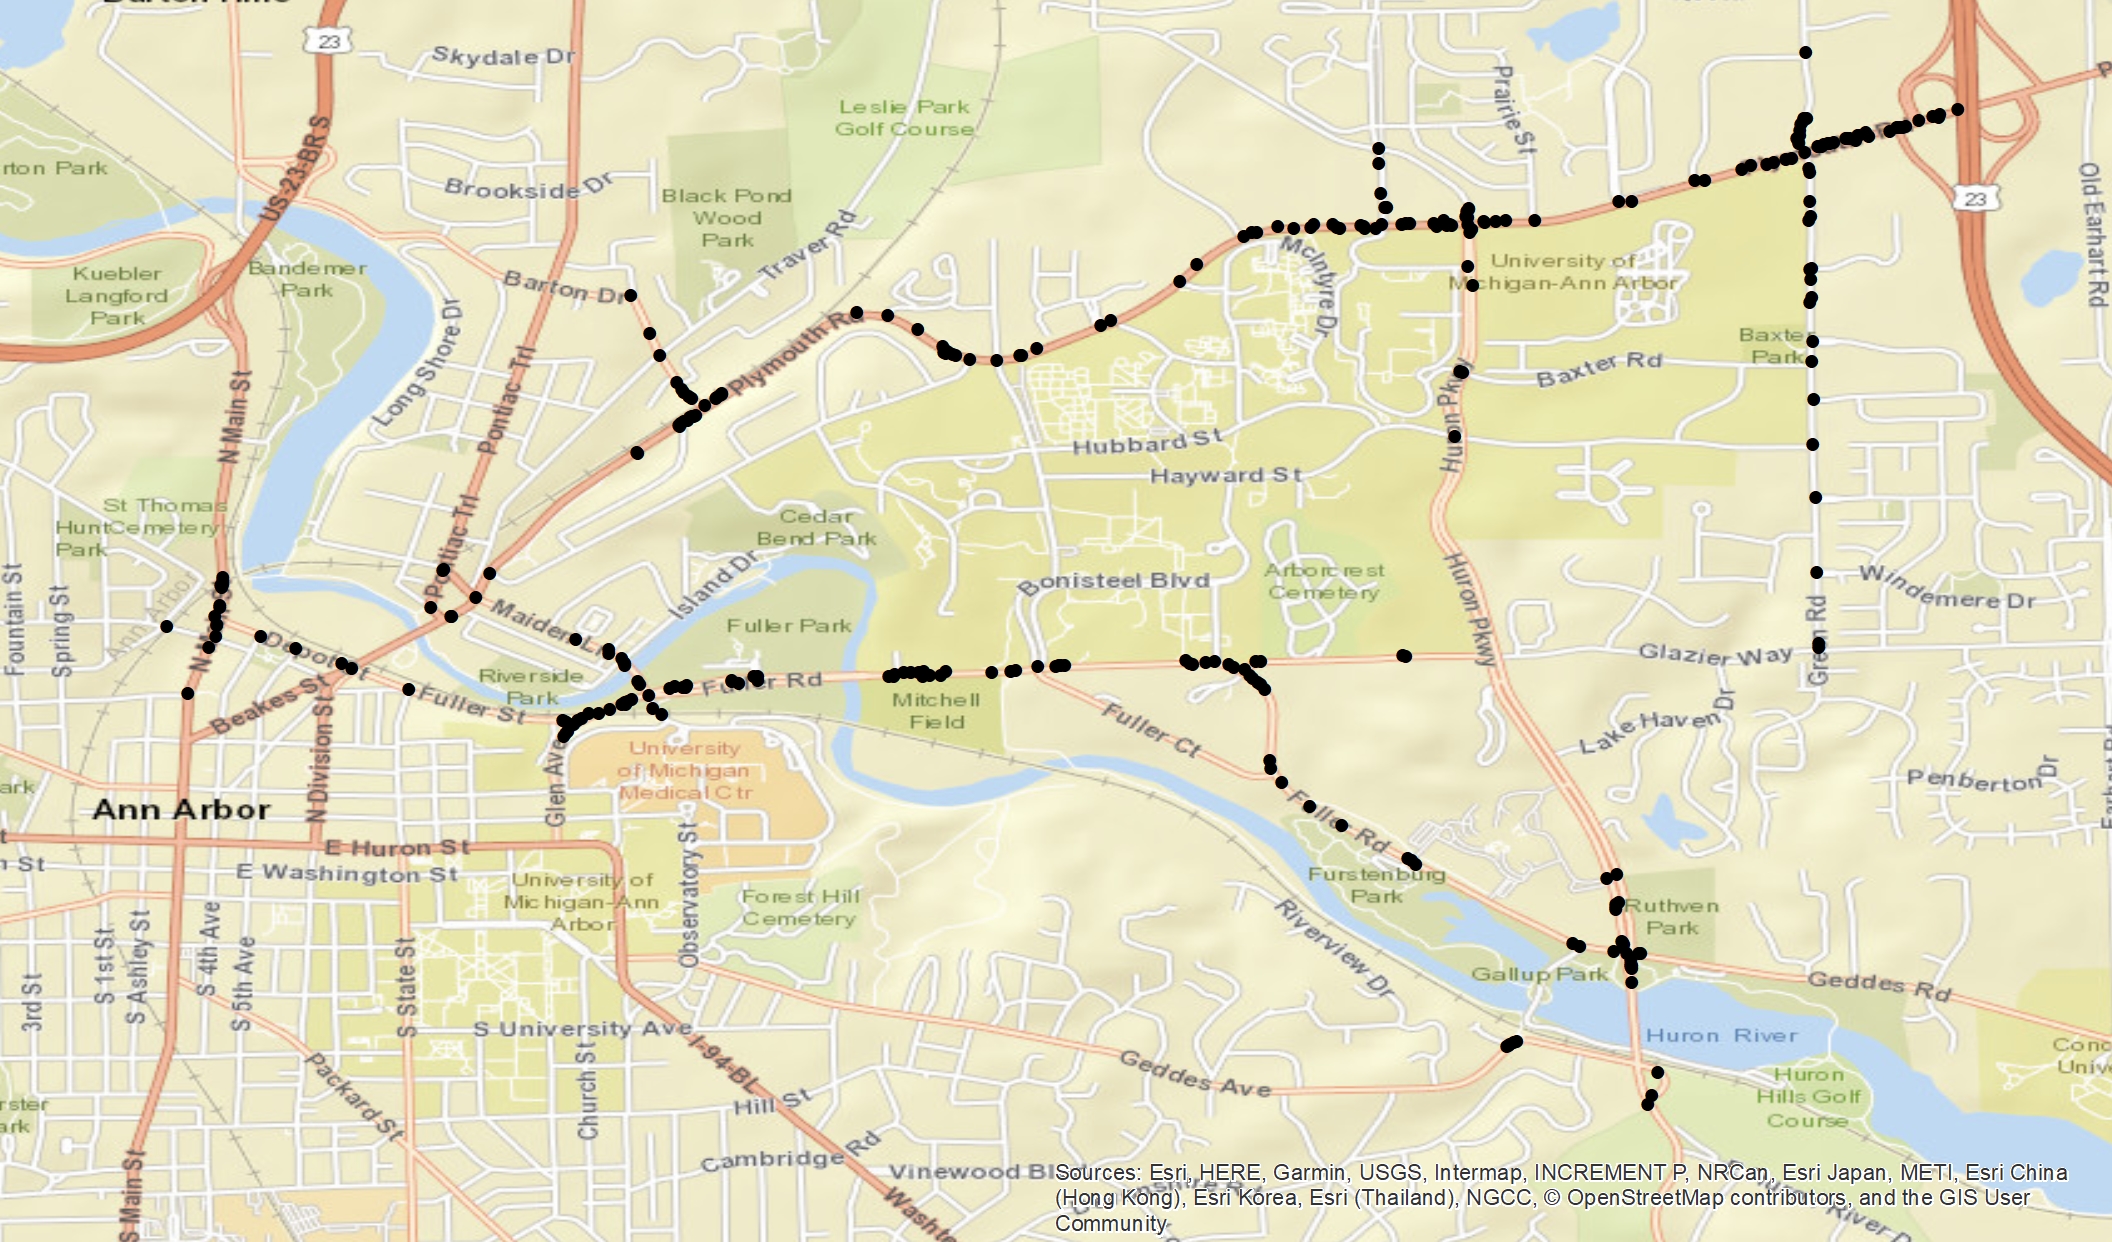 23
Skydale Dr
Leslie Park
Golf Course
Prairie St
rton Park
US-23-BR S
Brookside Dr
Black Pond
Wood
Park
Traver Rd
23
Old Earhart Rd
Kuebler
Langford
Park
Bandemer
Park
Barton Dr
McIntyre Dr
University of
Michigan-Ann Arbor
Long Shore Dr
Pontiac Trl
Plymouth Rd
Baxter
Park
Baxter Rd
Huron Pkwy
N Main St
Hubbard St
Hayward St
St Thomas
HuntCemetery
Park
Pontiac Trl
Cedar
Bend Park
Island Dr
Bonisteel Blvd
Arborcrest
Cemetery
Huron Pkwy
Windemere Dr
Fountain St
Spring St
Ann Arbor
Maiden Ln
Fuller Park
Green Rd
Glazier Way
Depot St
Riverside
Park
Fuller Rd
Mitchell
Field
Beakes St
Fuller St
N Division St
Fuller Ct
Lake Haven Dr
University
of Michigan
Medical Ctr
Glen Ave
Penberton Dr
Ann Arbor
Fuller Rd
E Huron St
E Washington St
Observatory St
University of
Michigan-Ann
Arbor
Forest Hill
Cemetery
Furstenburg
Park
Ruthven
Park
S 1st St
S Ashley St
S 4th Ave
S 5th Ave
S State St
3rd St
Riverview Dr
Gallup Park
Geddes Rd
S University Ave
Huron River
I-94-BL
Geddes Ave
Packard St
Church St
Hill St
Huron
Hills Golf
Course
Cambridge Rd
S Main St
Vinewood Bl
Sources: Esri, HERE, Garmin, USGS, Intermap, INCREMENT P, NRCan, Esri Japan, METI, Esri China
(Hong Kong), Esri Korea, Esri (Thailand), NGCC, © OpenStreetMap contributors, and the GIS User
Community